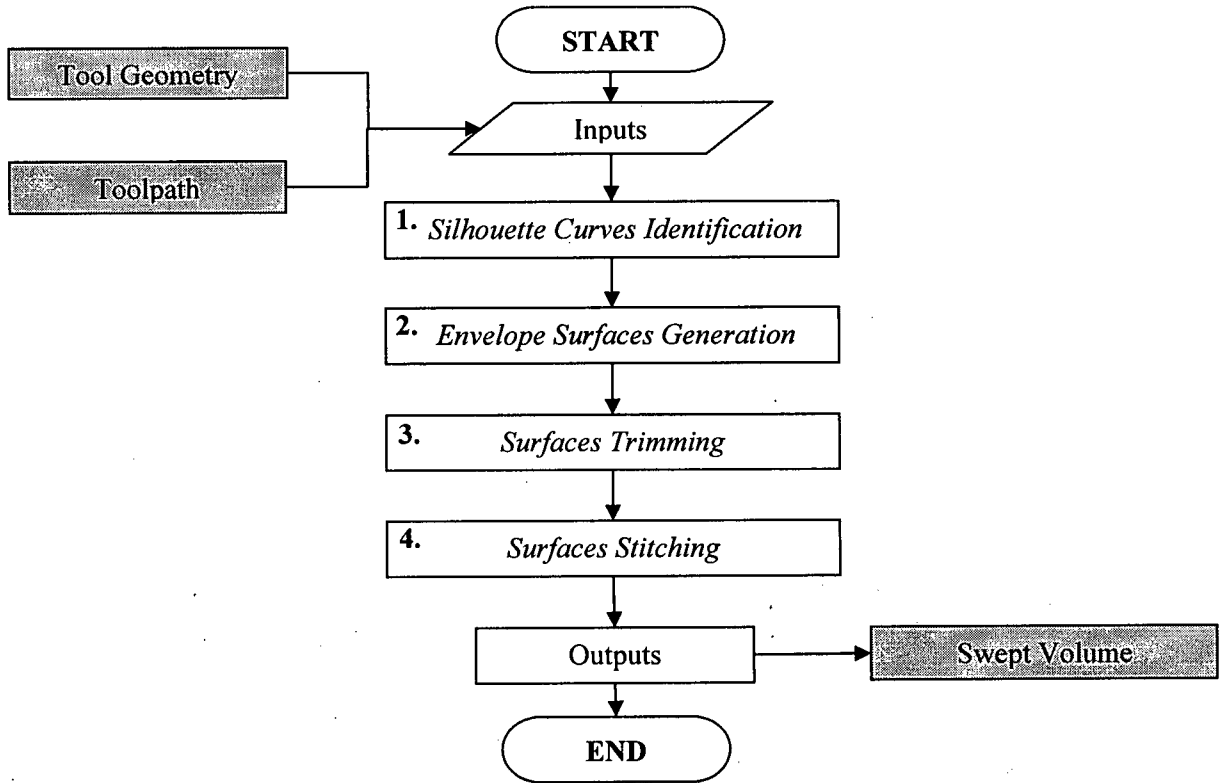 START
Tool Geometry
Inputs
Toolpath
1. Silhouette Curves Identification
2. Envelope Surfaces Generation
3. Surfaces Trimming
4. Surfaces Stitching
Outputs
Swept Volume
END